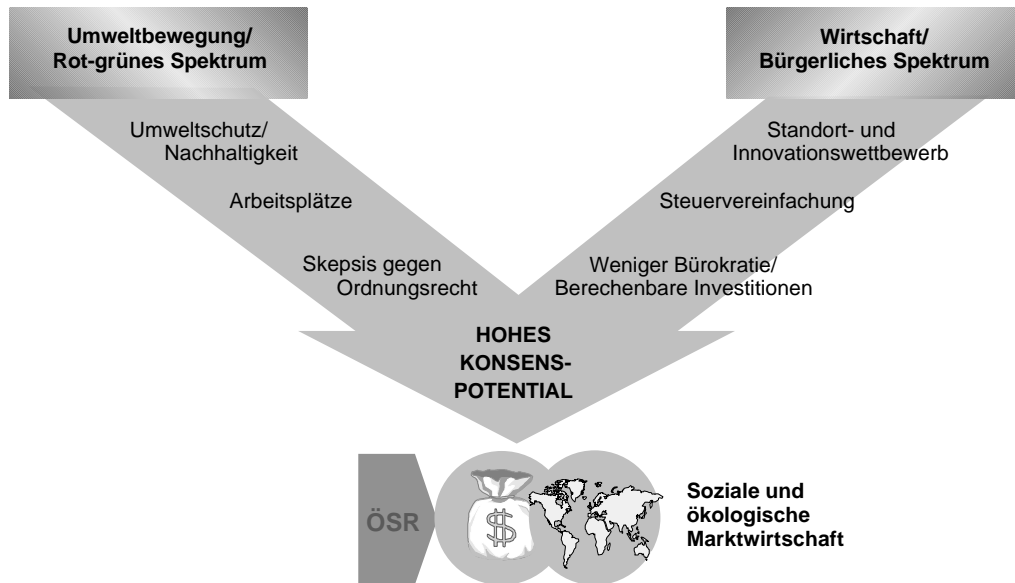 Umweltbewegung/
Rot-grünes Spektrum
Wirtschaft/
Bürgerliches Spektrum
Umweltschutz/
Nachhaltigkeit
Arbeitsplätze
Skepsis gegen
Ordnungsrecht
Standort- und
Innovationswettbewerb
Steuervereinfachung
Weniger Bürokratie/
Berechenbare Investitionen
HOHES
KONSENS-
POTENTIAL
ÖSR
$
Soziale und
ökologische
Marktwirtschaft